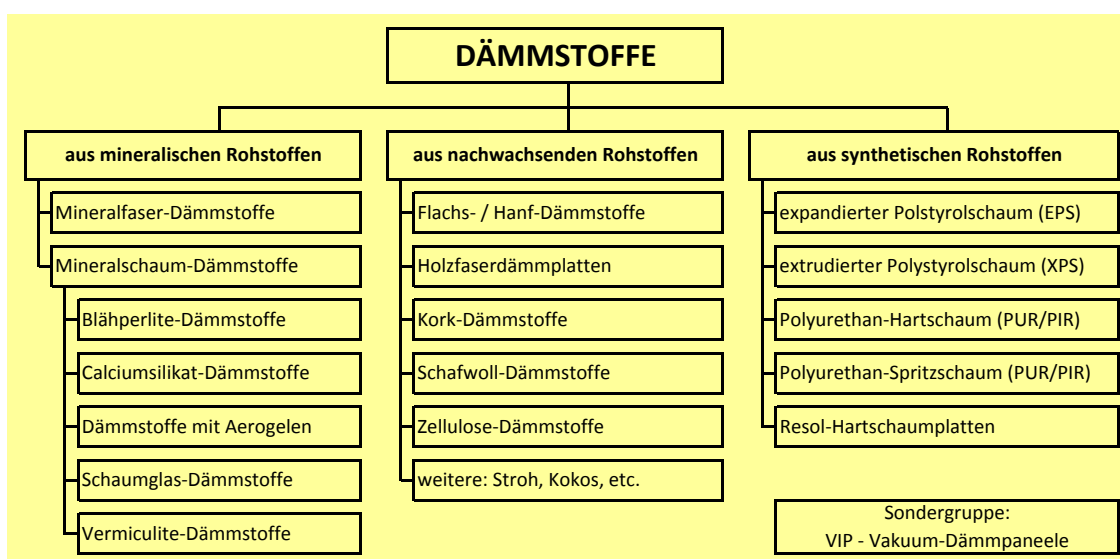 DÄMMSTOFFE
aus mineralischen Rohstoffen
Mineralfaser-Dämmstoffe
Mineralschaum-Dämmstoffe
Blähperlite-Dämmstoffe
Calciumsilikat-Dämmstoffe
Dämmstoffe mit Aerogelen
Schaumglas-Dämmstoffe
Vermiculite-Dämmstoffe
aus nachwachsenden Rohstoffen
Flachs- / Hanf-Dämmstoffe
Holzfaserdämmplatten
Kork-Dämmstoffe
Schafwoll-Dämmstoffe
Zellulose-Dämmstoffe
weitere: Stroh, Kokos, etc.
aus synthetischen Rohstoffen
expandierter Polstyrolschaum (EPS)
extrudierter Polystyrolschaum (XPS)
Polyurethan-Hartschaum (PUR/PIR)
Polyurethan-Spritzschaum (PUR/PIR)
Resol-Hartschaumplatten
Sondergruppe:
VIP - Vakuum-Dämmpaneele